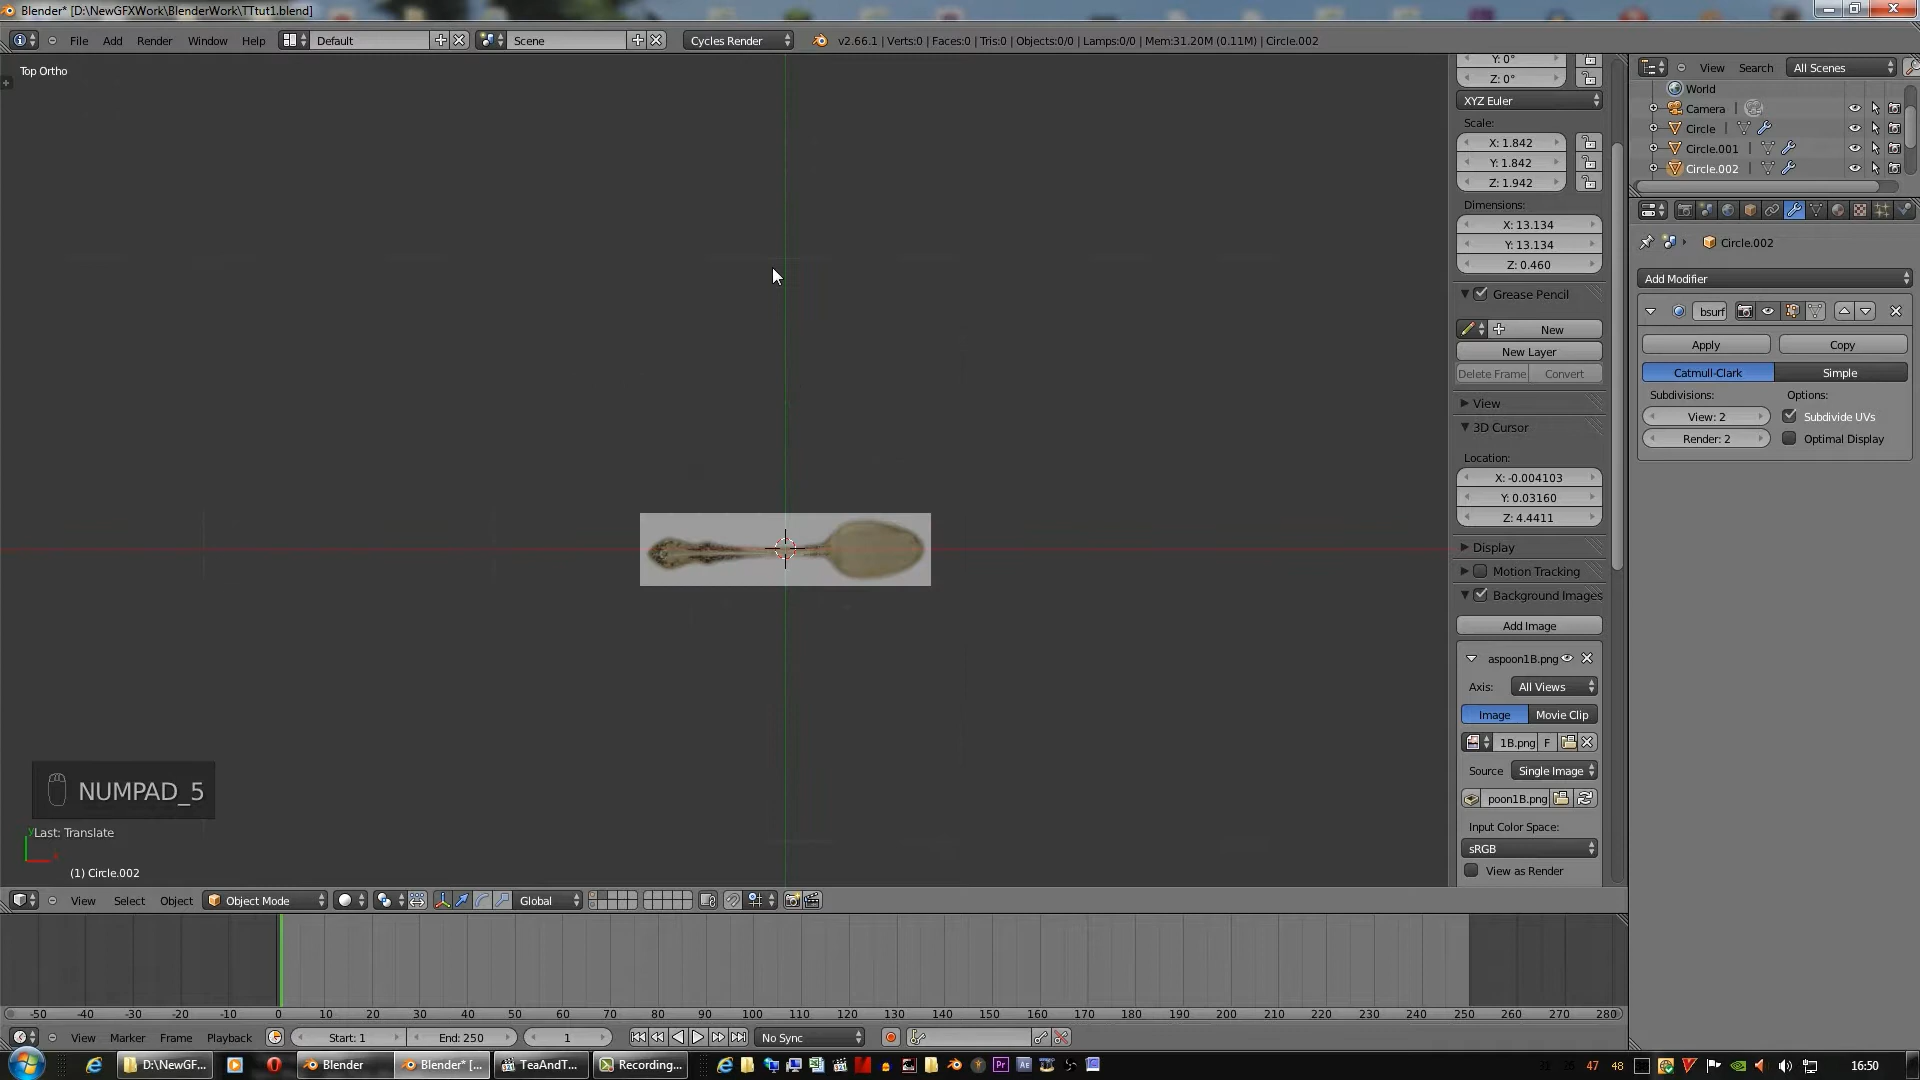 Blender* [D:\NewGFXWork\BlenderWork\TTtut1.blend]
File Add Render Window Help Default Scene Cycles Render v2.66.1 | Verts:0 | Faces:0 | Tris:0 | Objects:0/0 | Lamps:0/0 | Mem:31.20M (0.11M) | Circle.002
Top Ortho
Y: 0°
Z: 0°
XYZ Euler
Scale:
X: 1.842
Y: 1.842
Z: 1.942
Dimensions:
X: 13.134
Y: 13.134
Z: 0.460
Grease Pencil
New
New Layer
Delete Frame Convert
View
3D Cursor
Location:
X: -0.004103
Y: 0.03160
Z: 4.4411
Display
Motion Tracking
Background Images
Add Image
aspoon1B.png
Axis: All Views
Image Movie Clip
1B.png F
Source Single Image
poon1B.png
Input Color Space:
sRGB
View as Render
View Search All Scenes
World
Camera
Circle
Circle.001
Circle.002
Circle.002
Add Modifier
bsurf
Apply Copy
Catmull-Clark Simple
Subdivisions: Options:
View: 2 Subdivide UVs
Render: 2 Optimal Display
NUMPAD_5
Last: Translate
(1) Circle.002
View Select Object Object Mode Global
-50 -40 -30 -20 -10 0 10 20 30 40 50 60 70 80 90 100 110 120 130 140 150 160 170 180 190 200 210 220 230 240 250 260 270 280
View Marker Frame Playback Start: 1 End: 250 1 No Sync
D:\NewGF... Blender Blender* [... TeaAndT... Recording... 47 48 16:50